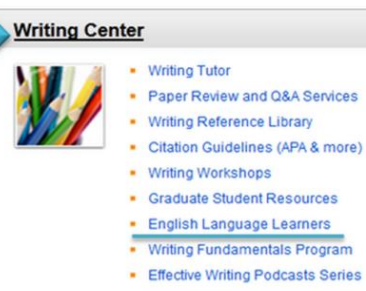 Writing Center
Writing Tutor
Paper Review and Q&A Services
Writing Reference Library
Citation Guidelines (APA & more)
Writing Workshops
Graduate Student Resources
English Language Learners
Writing Fundamentals Program
Effective Writing Podcasts Series